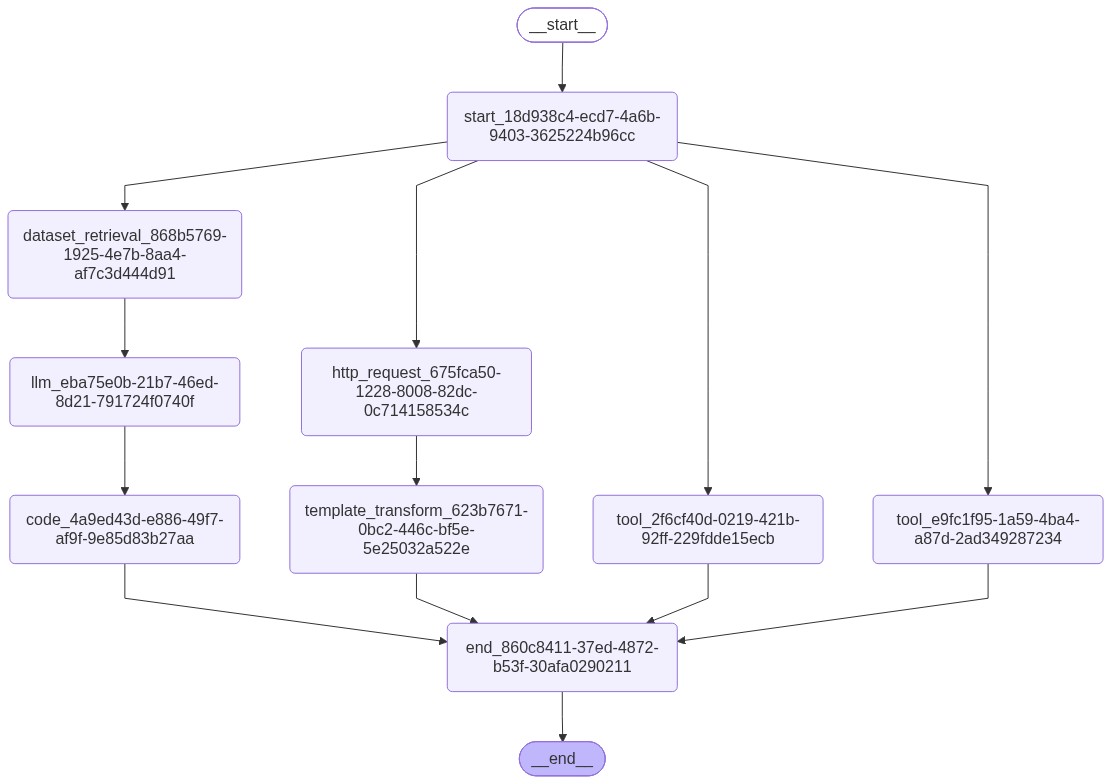 __start__
start_18d938c4-ecd7-4a6b-
9403-3625224b96cc
dataset_retrieval_868b5769-
1925-4e7b-8aa4-
af7c3d444d91
llm_eba75e0b-21b7-46ed-
8d21-791724f0740f
http_request_675fca50-
1228-8008-82dc-
0c714158534c
code_4a9ed43d-e886-49f7-
af9f-9e85d83b27aa
template_transform_623b7671-
0bc2-446c-bf5e-
5e25032a522e
tool_2f6cf40d-0219-421b-
92ff-229fdde15ecb
tool_e9fc1f95-1a59-4ba4-
a87d-2ad349287234
end_860c8411-37ed-4872-
b53f-30afa0290211
__end__